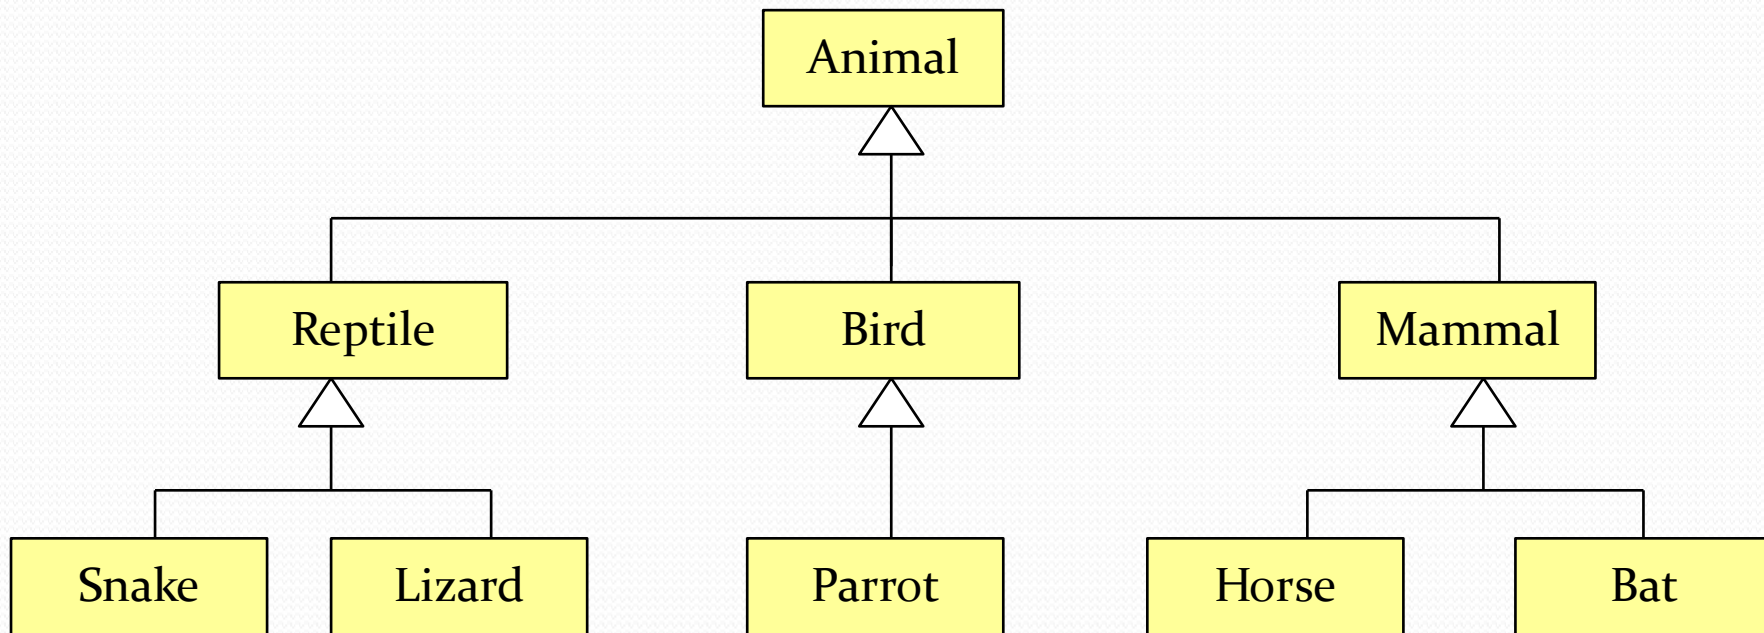 Animal
Reptile
Bird
Mammal
Snake
Lizard
Parrot
Horse
Bat